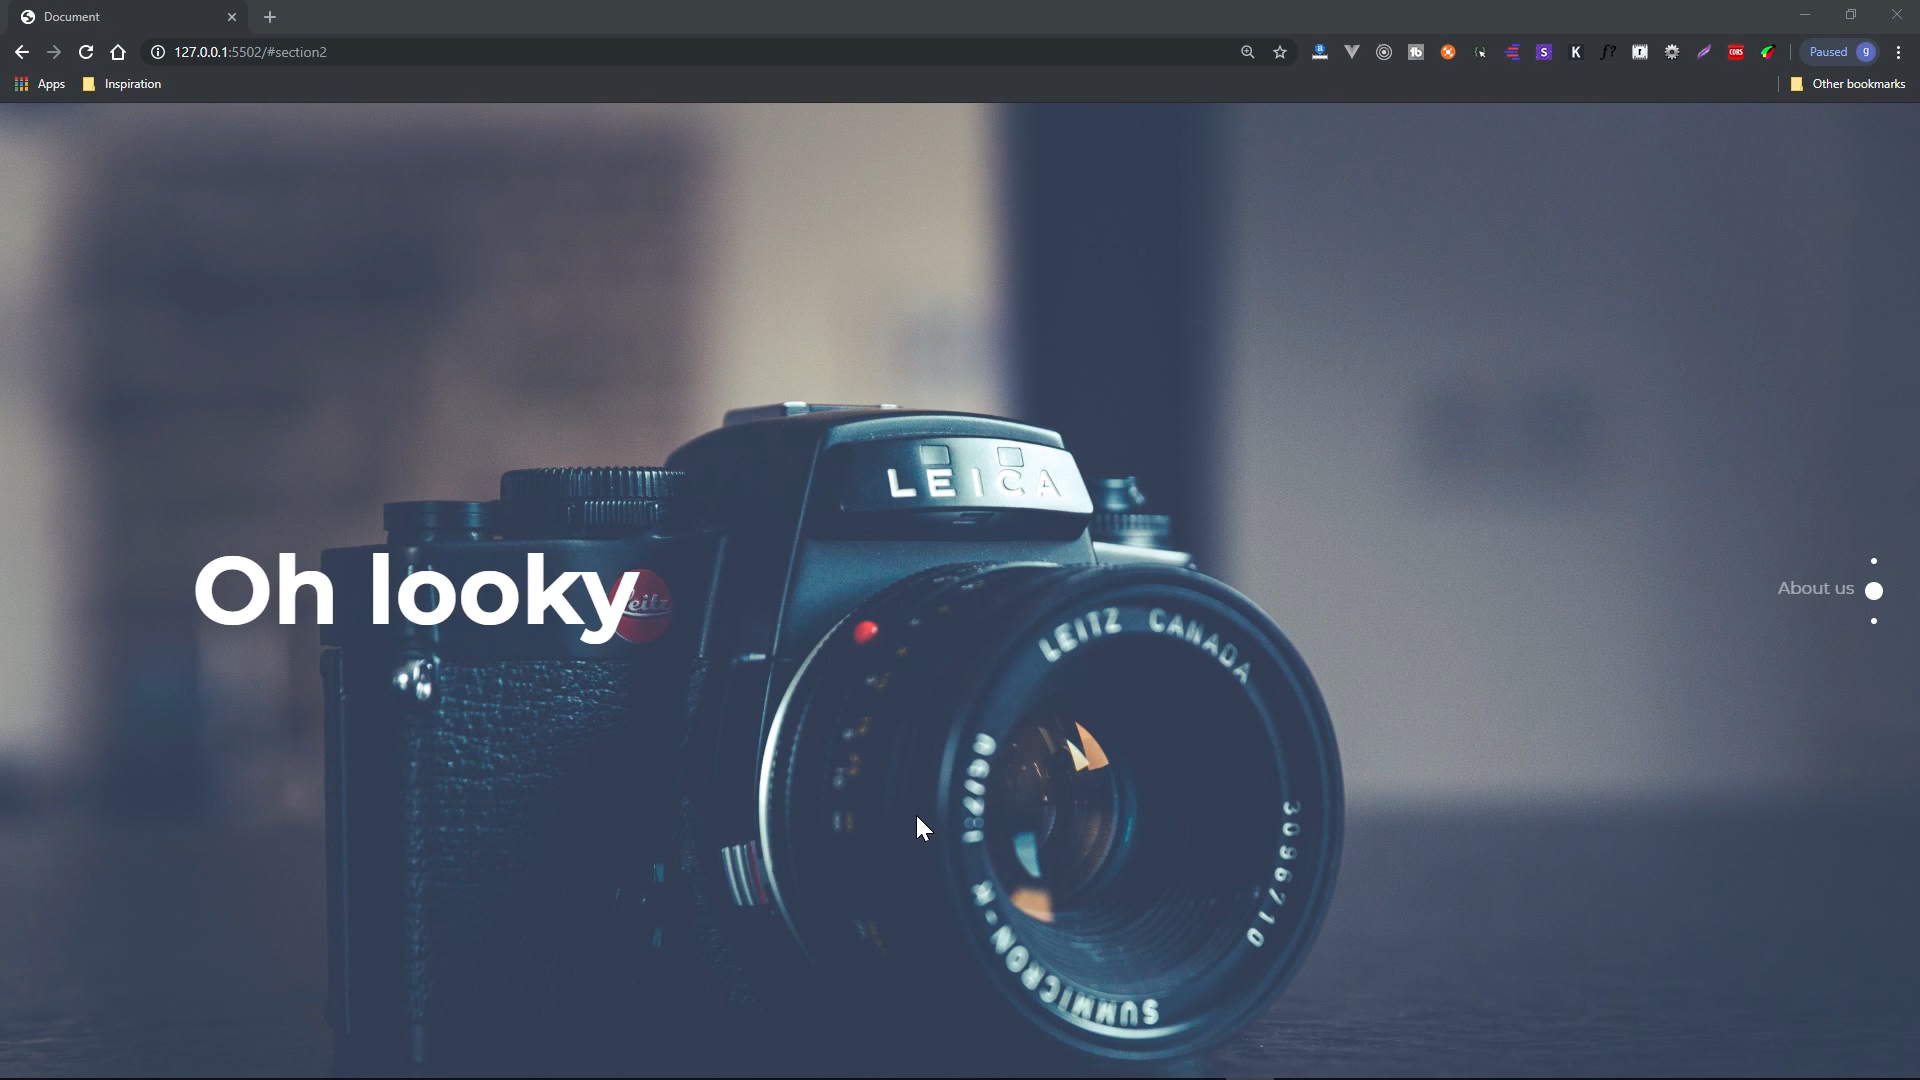 Document
127.0.0.1:5502/#section2
Paused g
Apps
Inspiration
Other bookmarks
LEICA
Oh looky
Leitz
About us
LEITZ CANADA
3096710
SUMMICRON-R